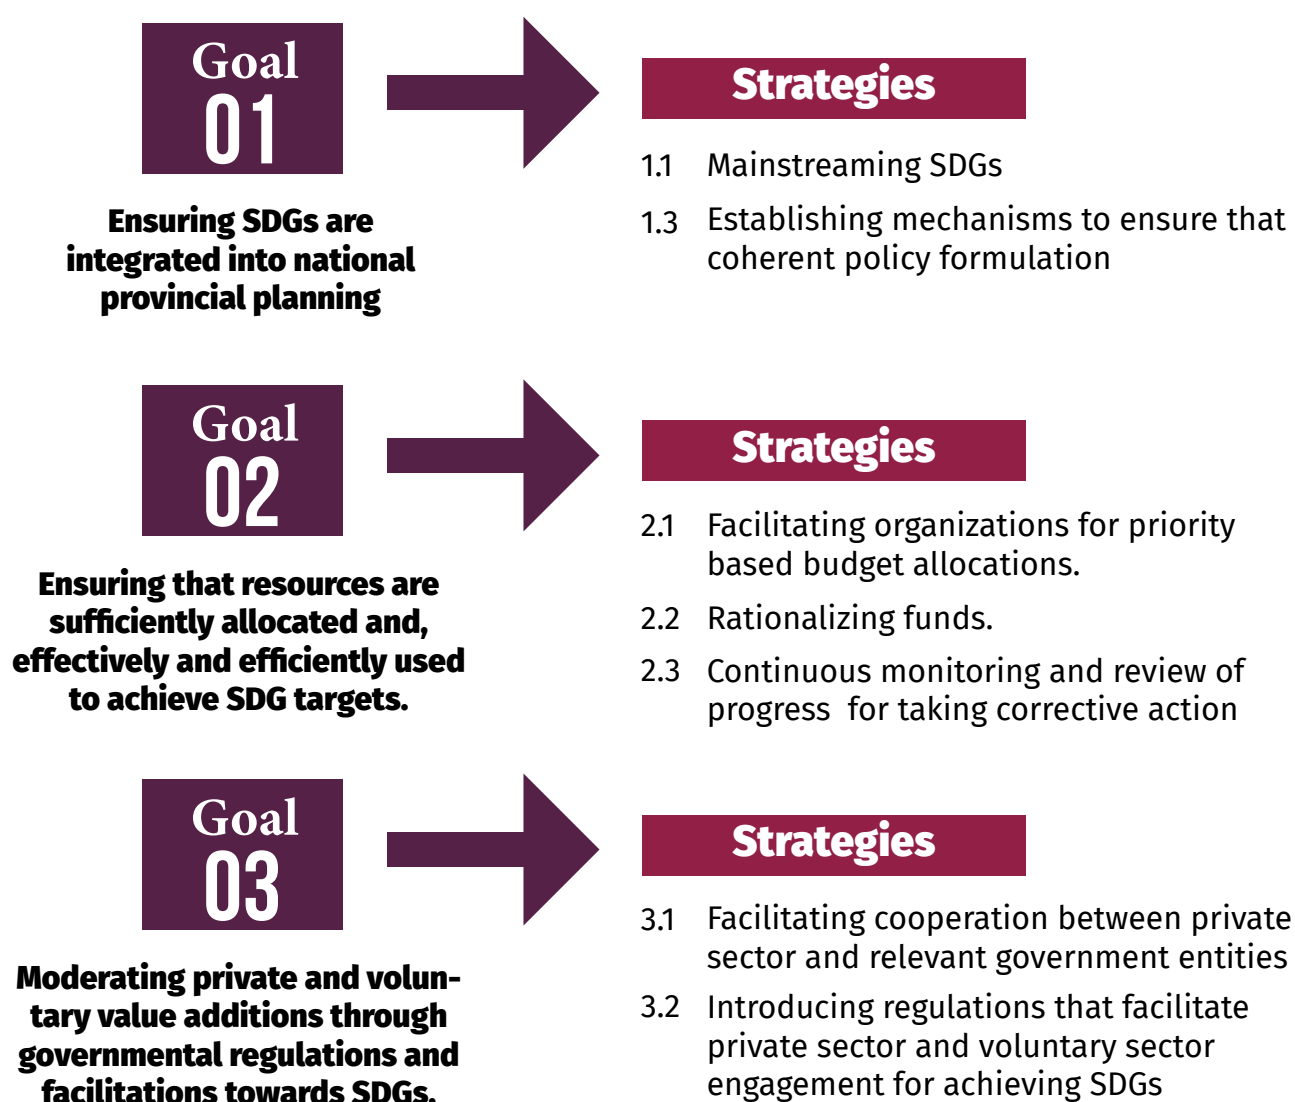 Goal
01
Ensuring SDGs are
integrated into national
provincial planning
Strategies
1.1 Mainstreaming SDGs
1.3 Establishing mechanisms to ensure that
coherent policy formulation
Goal
02
Ensuring that resources are
sufficiently allocated and,
effectively and efficiently used
to achieve SDG targets.
Strategies
2.1 Facilitating organizations for priority
based budget allocations.
2.2 Rationalizing funds.
2.3 Continuous monitoring and review of
progress for taking corrective action
Goal
03
Moderating private and volun-
tary value additions through
governmental regulations and
facilitations towards SDGs.
Strategies
3.1 Facilitating cooperation between private
sector and relevant government entities
3.2 Introducing regulations that facilitate
private sector and voluntary sector
engagement for achieving SDGs